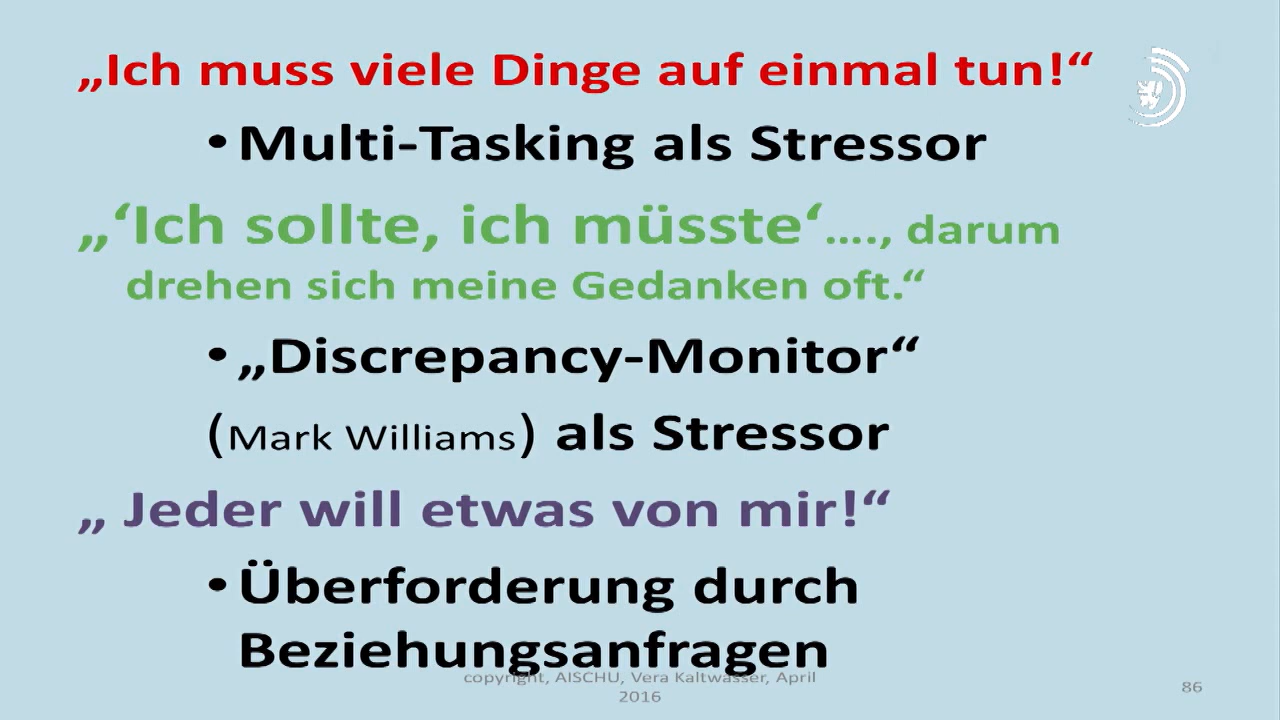 „Ich muss viele Dinge auf einmal tun!“
•Multi-Tasking als Stressor
„‘Ich sollte, ich müsste‘…., darum
drehen sich meine Gedanken oft.“
•„Discrepancy-Monitor“
(Mark Williams) als Stressor
„ Jeder will etwas von mir!“
•Überforderung durch
Beziehungsanfragen
copyright, AISCHU, Vera Kaltwasser, April
2016
86